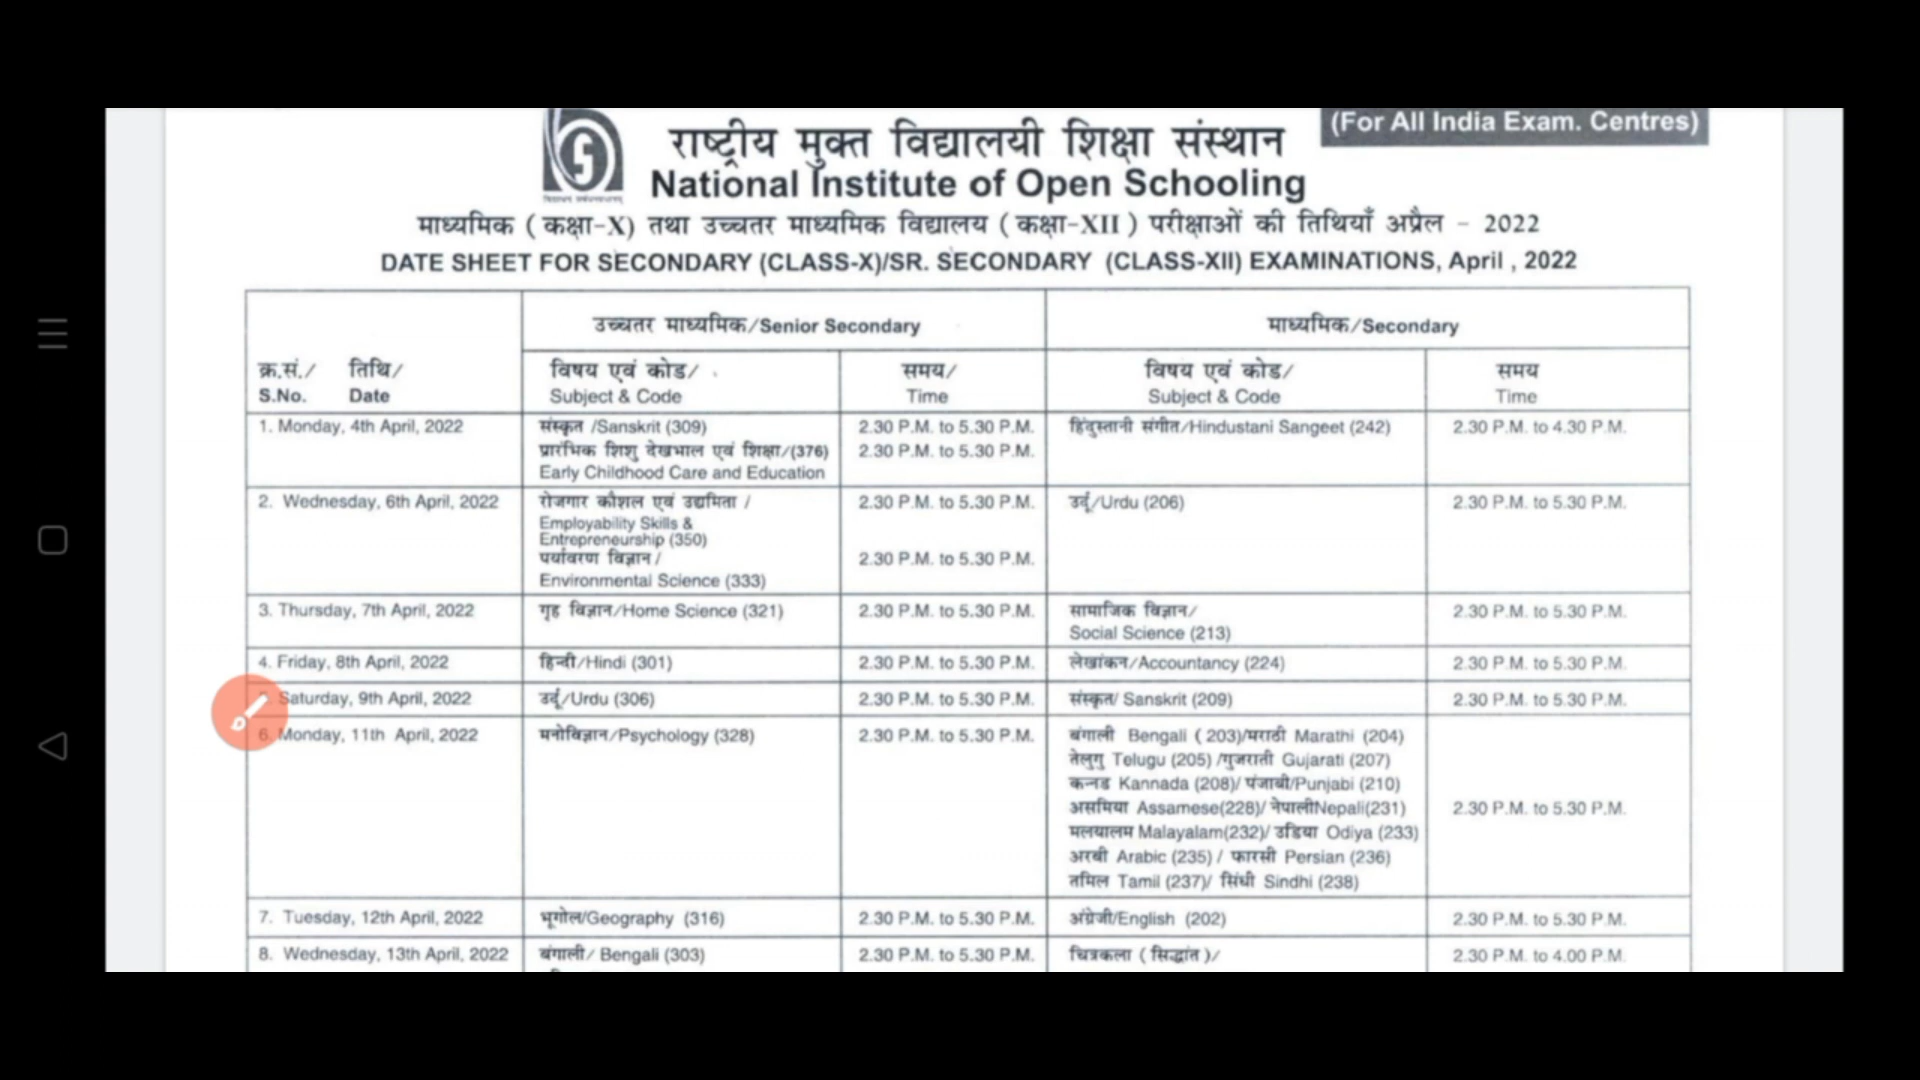 (For All India Exam. Centres)
राष्ट्रीय मुक्त विद्यालयी शिक्षा संस्थान
National Institute of Open Schooling
माध्यमिक ( कक्षा-X) तथा उच्चतर माध्यमिक विद्यालय ( कक्षा-XII ) परीक्षाओं की तिथियाँ अप्रैल - 2022
DATE SHEET FOR SECONDARY (CLASS-X)/SR. SECONDARY (CLASS-XII) EXAMINATIONS, April , 2022
उच्चतर माध्यमिक/Senior Secondary माध्यमिक/Secondary
क्र.सं./ तिथि/ विषय एवं कोड/ समय/ विषय एवं कोड/ समय
S.No. Date Subject & Code Time Subject & Code Time
1. Monday, 4th April, 2022 संस्कृत /Sanskrit (309) 2.30 P.M. to 5.30 P.M. हिंदुस्तानी संगीत/Hindustani Sangeet (242) 2.30 P.M. to 4.30 P.M.
प्रारंभिक शिशु देखभाल एवं शिक्षा/(376) 2.30 P.M. to 5.30 P.M.
Early Childhood Care and Education
2. Wednesday, 6th April, 2022 रोजगार कौशल एवं उद्यमिता / 2.30 P.M. to 5.30 P.M. उर्दू/Urdu (206) 2.30 P.M. to 5.30 P.M.
Employability Skills &
Entrepreneurship (350)
पर्यावरण विज्ञान / 2.30 P.M. to 5.30 P.M.
Environmental Science (333)
3. Thursday, 7th April, 2022 गृह विज्ञान/Home Science (321) 2.30 P.M. to 5.30 P.M. सामाजिक विज्ञान/ 2.30 P.M. to 5.30 P.M.
Social Science (213)
4. Friday, 8th April, 2022 हिन्दी/Hindi (301) 2.30 P.M. to 5.30 P.M. लेखांकन/Accountancy (224) 2.30 P.M. to 5.30 P.M.
Saturday, 9th April, 2022 उर्दू/Urdu (306) 2.30 P.M. to 5.30 P.M. संस्कृत/ Sanskrit (209) 2.30 P.M. to 5.30 P.M.
6. Monday, 11th April, 2022 मनोविज्ञान/Psychology (328) 2.30 P.M. to 5.30 P.M. बंगाली Bengali ( 203)/मराठी Marathi (204)
तेलुगु Telugu (205) /गुजराती Gujarati (207)
कन्नड Kannada (208)/ पंजाबी/Punjabi (210)
असमिया Assamese(228)/ नेपालीNepali(231) 2.30 P.M. to 5.30 P.M.
मलयालम Malayalam(232)/ उडिया Odiya (233)
अरबी Arabic (235) / फारसी Persian (236)
तमिल Tamil (237)/ सिंधी Sindhi (238)
7. Tuesday, 12th April, 2022 भूगोल/Geography (316) 2.30 P.M. to 5.30 P.M. अंग्रेजी/English (202) 2.30 P.M. to 5.30 P.M.
8. Wednesday, 13th April, 2022 बंगाली/ Bengali (303) 2.30 P.M. to 5.30 P.M. चित्रकला ( सिद्धांत )/ 2.30 P.M. to 4.00 P.M.